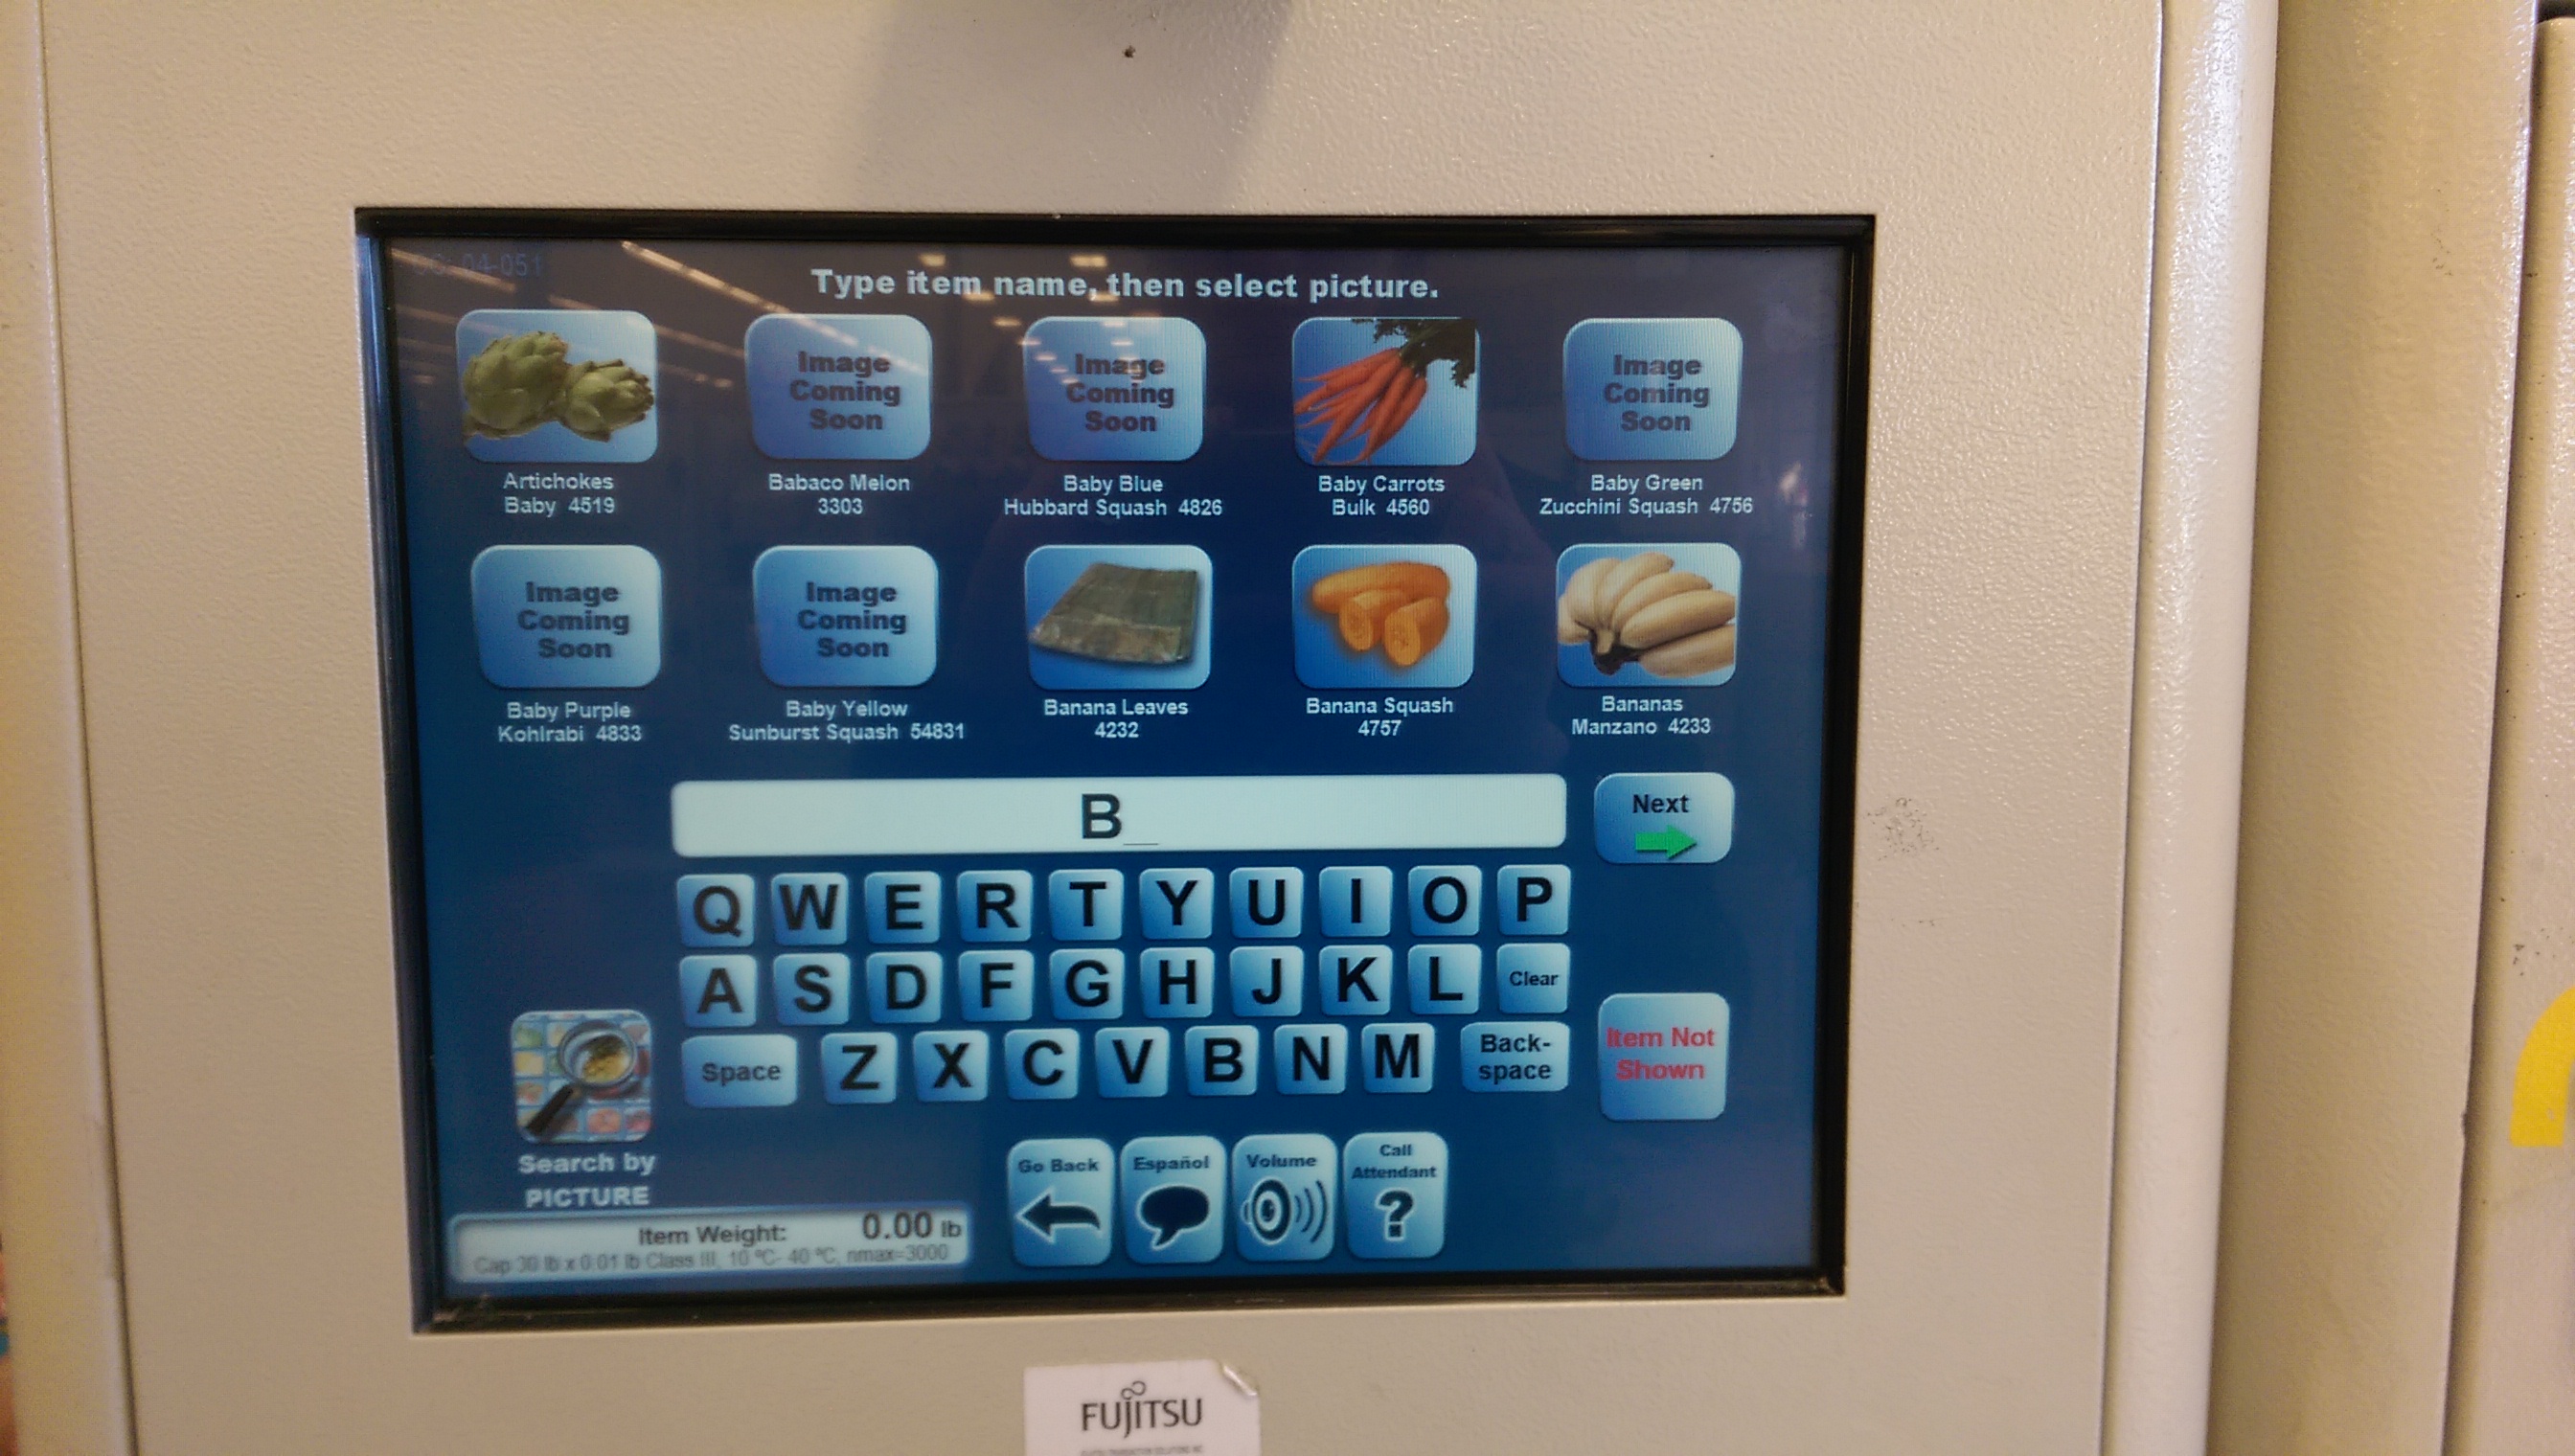 Type item name, then select picture.
Image
Coming
Soon
Image
Coming
Soon
Image
Coming
Soon
Artichokes
Baby 4519
Babaco Melon
3303
Baby Blue
Hubbard Squash 4826
Baby Carrots
Bulk 4560
Baby Green
Zucchini Squash 4756
Image
Coming
Soon
Image
Coming
Soon
Baby Purple
Kohlrabi 4833
Baby Yellow
Sunburst Squash 54831
Banana Leaves
4232
Banana Squash
4757
Bananas
Manzano 4233
B_
Next
Q W E R T Y U I O P
A S D F G H J K L Clear
Space Z X C V B N M Back-
space
Item Not
Shown
Search by
PICTURE
Go Back
Español
Volume
Call
Attendant
?
Item Weight: 0.00 lb
Cap 30 lb x 0.01 lb Class III, 10 ºC- 40 ºC, nmax=3000
FUJITSU